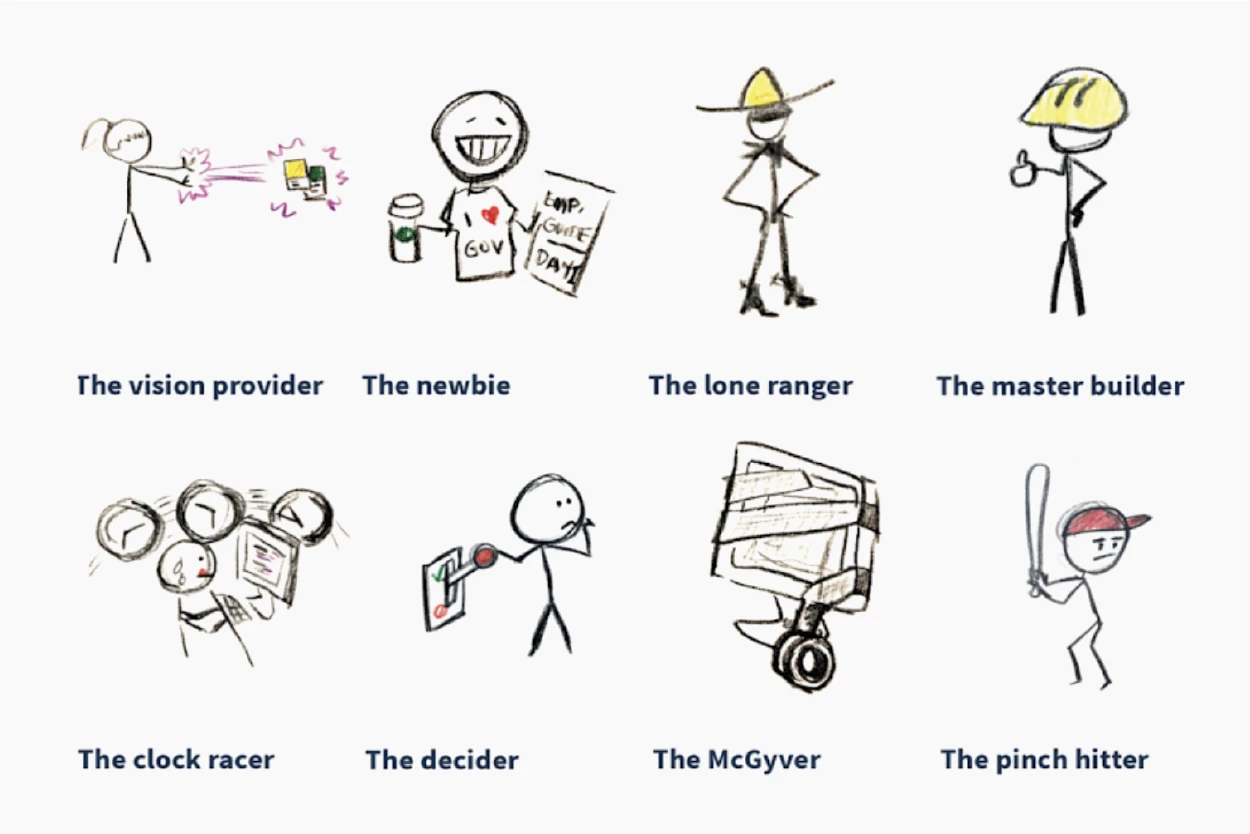 I ❤ GOV
EMP.
GUIDE
DAY 1
The vision provider
The newbie
The lone ranger
The master builder
The clock racer
The decider
The McGyver
The pinch hitter